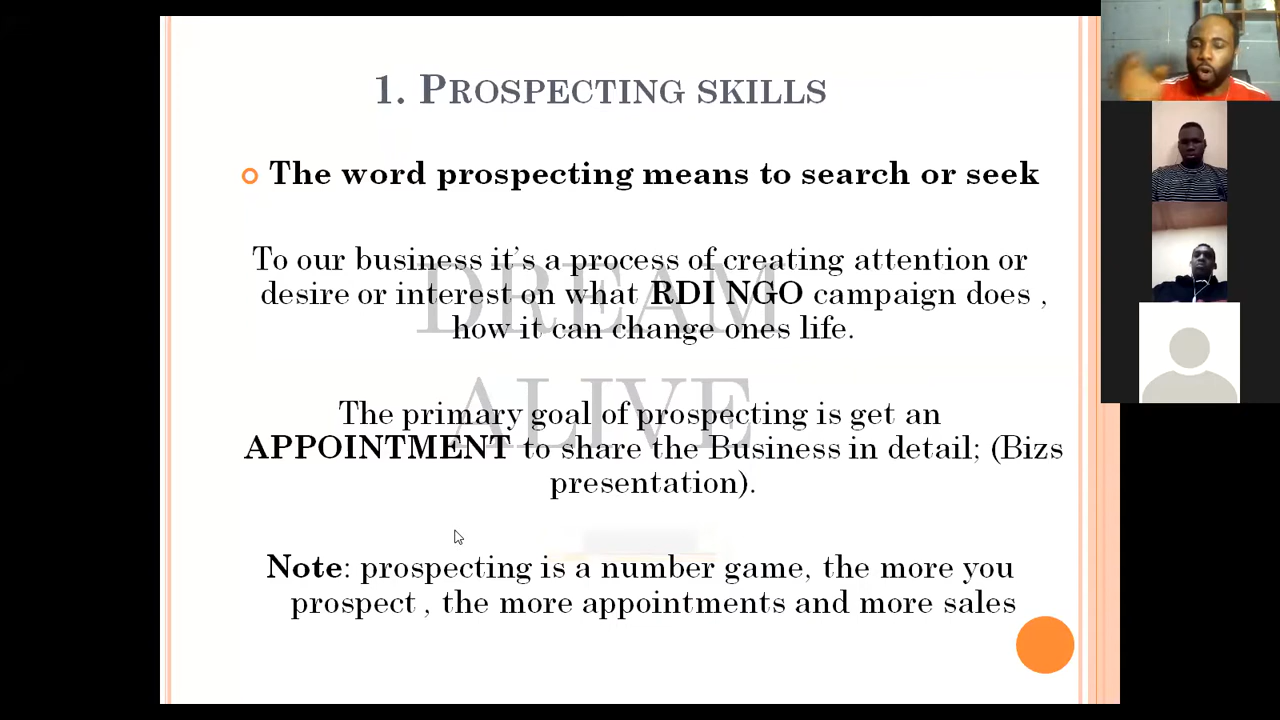 1. PROSPECTING SKILLS
The word prospecting means to search or seek
To our business it's a process of creating attention or
desire or interest on what RDI NGO campaign does ,
how it can change ones life.
DREAM
The primary goal of prospecting is get an
APPOINTMENT to share the Business in detail; (Bizs
presentation).
ALIVE
Note: prospecting is a number game, the more you
prospect , the more appointments and more sales